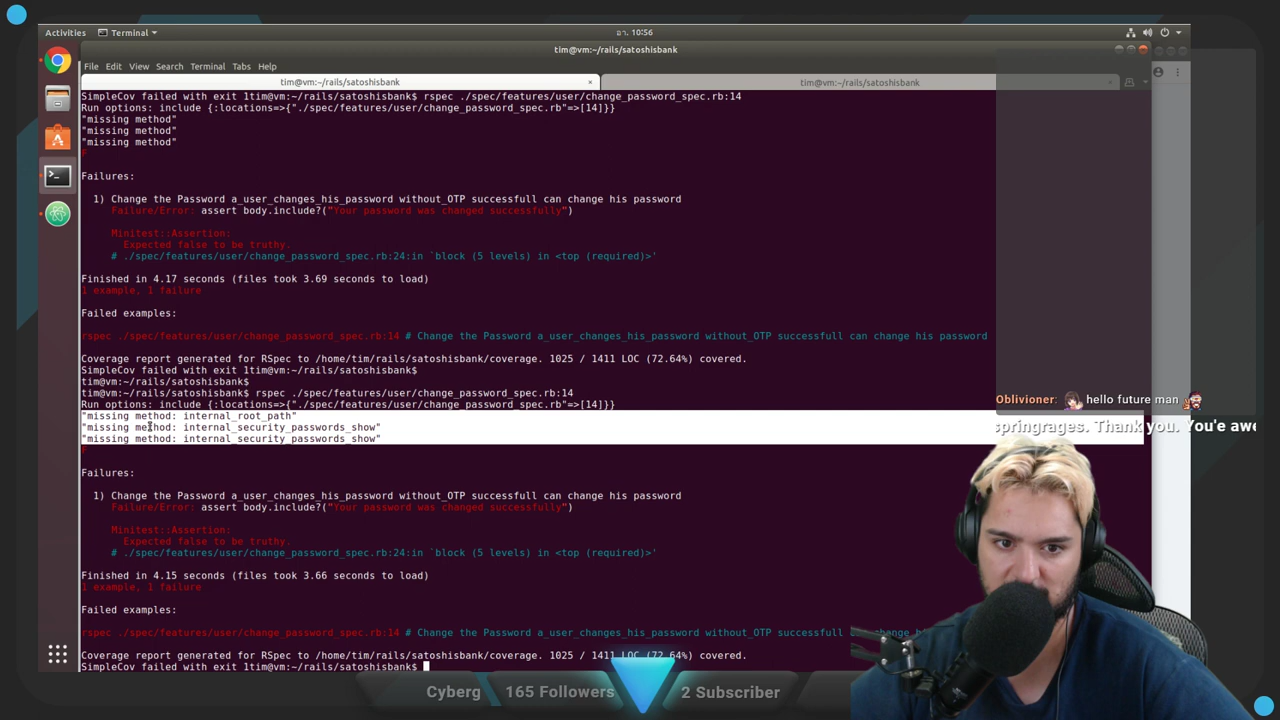 Activities
Terminal
อา. 10:56
tim@vm:~/rails/satoshisbank
File Edit View Search Terminal Tabs Help
tim@vm:~/rails/satoshisbank
tim@vm:~/rails/satoshisbank
SimpleCov failed with exit 1tim@vm:~/rails/satoshisbank$ rspec ./spec/features/user/change_password_spec.rb:14
Run options: include {:locations=>{"./spec/features/user/change_password_spec.rb"=>[14]}}
"missing method"
"missing method"
"missing method"
F
Failures:
1) Change the Password a_user_changes_his_password without_OTP successfull can change his password
Failure/Error: assert body.include?("Your password was changed successfully")
Minitest::Assertion:
Expected false to be truthy.
# ./spec/features/user/change_password_spec.rb:24:in `block (5 levels) in <top (required)>'
Finished in 4.17 seconds (files took 3.69 seconds to load)
1 example, 1 failure
Failed examples:
rspec ./spec/features/user/change_password_spec.rb:14 # Change the Password a_user_changes_his_password without_OTP successfull can change his password
Coverage report generated for RSpec to /home/tim/rails/satoshisbank/coverage. 1025 / 1411 LOC (72.64%) covered.
SimpleCov failed with exit 1tim@vm:~/rails/satoshisbank$
tim@vm:~/rails/satoshisbank$
tim@vm:~/rails/satoshisbank$ rspec ./spec/features/user/change_password_spec.rb:14
Run options: include {:locations=>{"./spec/features/user/change_password_spec.rb"=>[14]}}
"missing method: internal_root_path"
"missing method: internal_security_passwords_show"
"missing method: internal_security_passwords_show"
F
Failures:
1) Change the Password a_user_changes_his_password without_OTP successfull can change his password
Failure/Error: assert body.include?("Your password was changed successfully")
Minitest::Assertion:
Expected false to be truthy.
# ./spec/features/user/change_password_spec.rb:24:in `block (5 levels) in <top (required)>'
Finished in 4.15 seconds (files took 3.66 seconds to load)
1 example, 1 failure
Failed examples:
rspec ./spec/features/user/change_password_spec.rb:14 # Change the Password a_user_changes_his_password without_OTP successfull can change
Coverage report generated for RSpec to /home/tim/rails/satoshisbank/coverage. 1025 / 1411 LOC (72.64%) covered.
SimpleCov failed with exit 1tim@vm:~/rails/satoshisbank$
Oblivioner: hello future man
springrages. Thank you. You'e awe
Cyberg
165 Followers
2 Subscriber